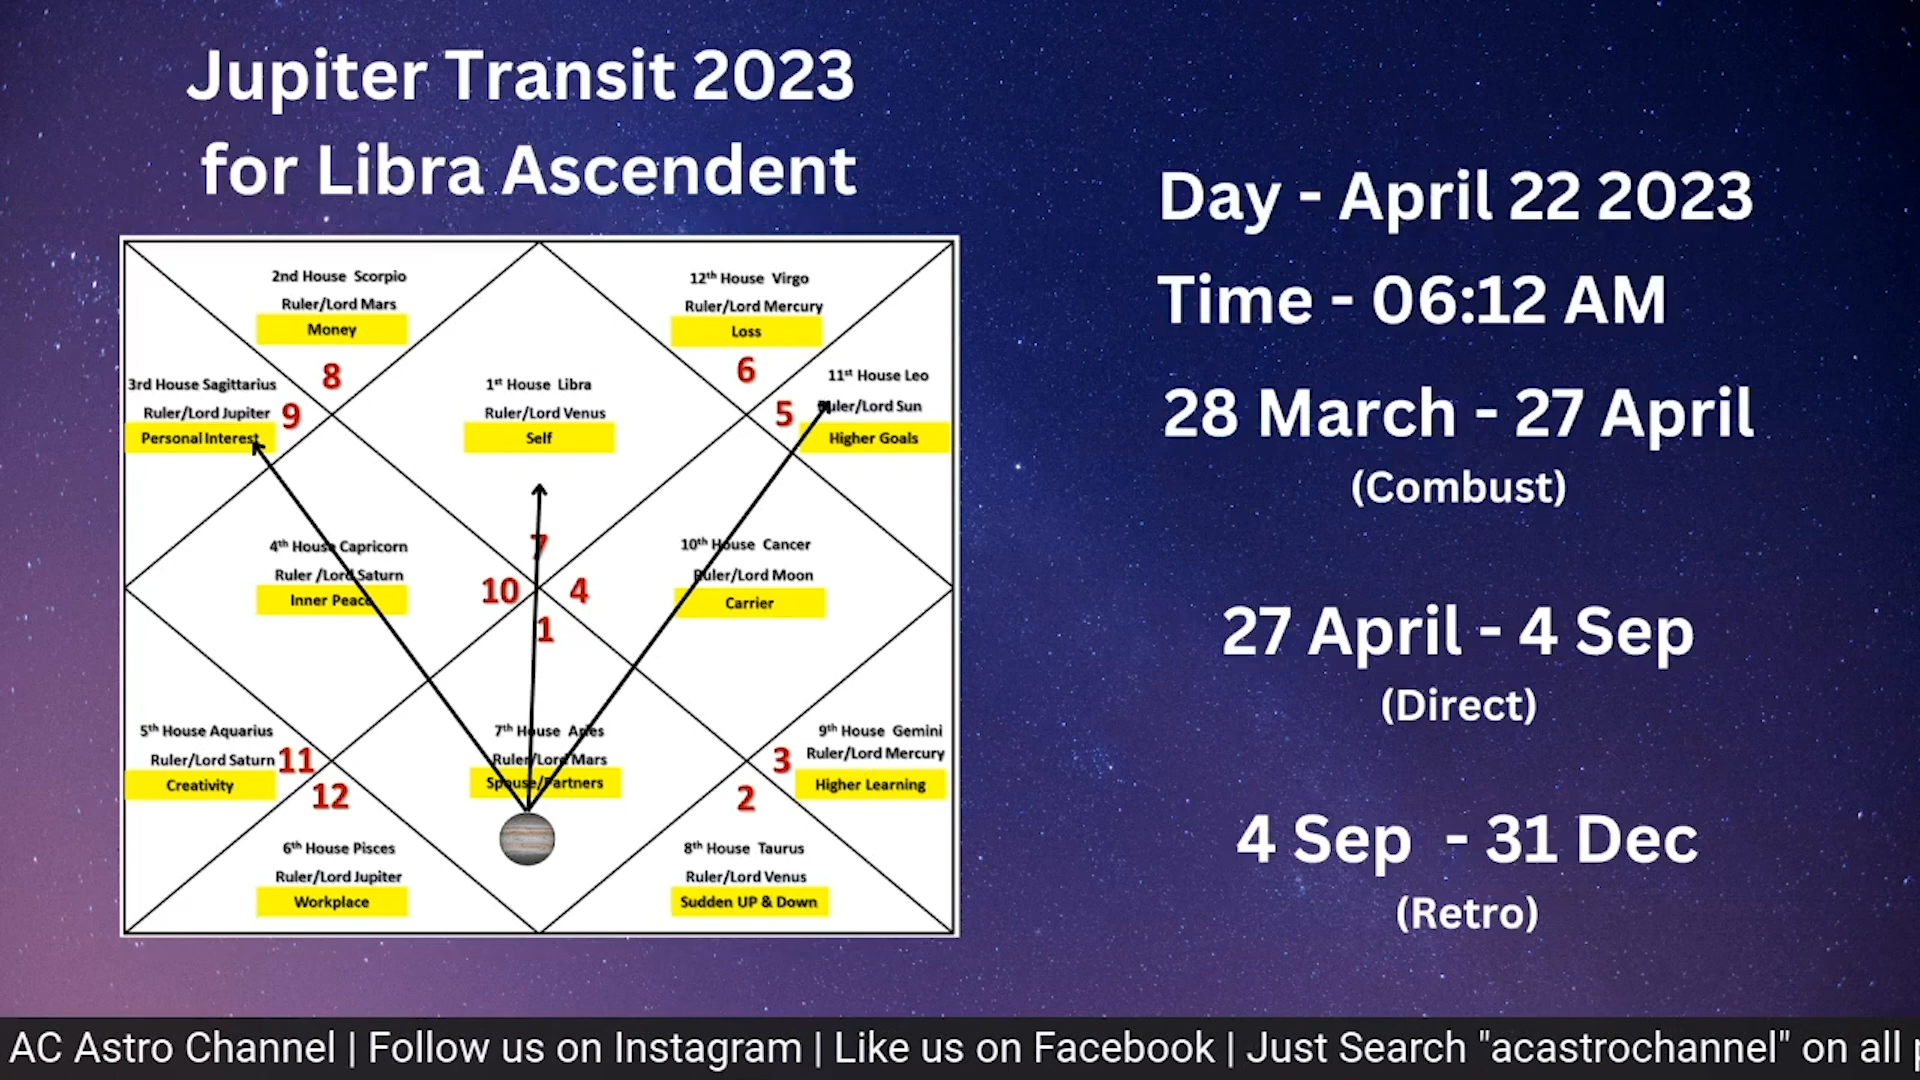 Jupiter Transit 2023
for Libra Ascendent
2nd House Scorpio
Ruler/Lord Mars
Money
8
12th House Virgo
Ruler/Lord Mercury
Loss
6
3rd House Sagittarius
Ruler/Lord Jupiter
9
Personal Interest
1st House Libra
Ruler/Lord Venus
Self
7
11th House Leo
Ruler/Lord Sun
5
Higher Goals
4th House Capricorn
Ruler /Lord Saturn
Inner Peace
10
10th House Cancer
Ruler/Lord Moon
Carrier
4
1
5th House Aquarius
Ruler/Lord Saturn
11
Creativity
12
6th House Pisces
Ruler/Lord Jupiter
Workplace
7th House Aries
Ruler/Lord Mars
Spouse/Partners
9th House Gemini
Ruler/Lord Mercury
3
Higher Learning
2
8th House Taurus
Ruler/Lord Venus
Sudden UP & Down
Day - April 22 2023
Time - 06:12 AM
28 March - 27 April
(Combust)
27 April - 4 Sep
(Direct)
4 Sep - 31 Dec
(Retro)
AC Astro Channel | Follow us on Instagram | Like us on Facebook | Just Search "acastrochannel" on all